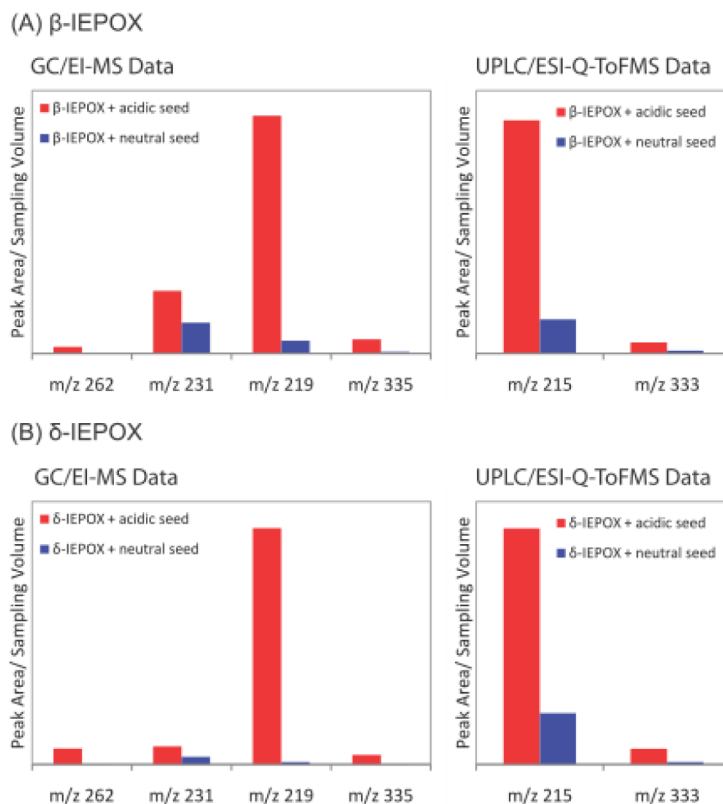 (A) β-IEPOX
GC/EI-MS Data
UPLC/ESI-Q-ToFMS Data
β-IEPOX + acidic seed
β-IEPOX + neutral seed
β-IEPOX + acidic seed
β-IEPOX + neutral seed
Peak Area/ Sampling Volume
Peak Area/ Sampling Volume
m/z 262
m/z 231
m/z 219
m/z 335
m/z 215
m/z 333
(B) δ-IEPOX
GC/EI-MS Data
UPLC/ESI-Q-ToFMS Data
δ-IEPOX + acidic seed
δ-IEPOX + neutral seed
δ-IEPOX + acidic seed
δ-IEPOX + neutral seed
Peak Area/ Sampling Volume
Peak Area/ Sampling Volume
m/z 262
m/z 231
m/z 219
m/z 335
m/z 215
m/z 333